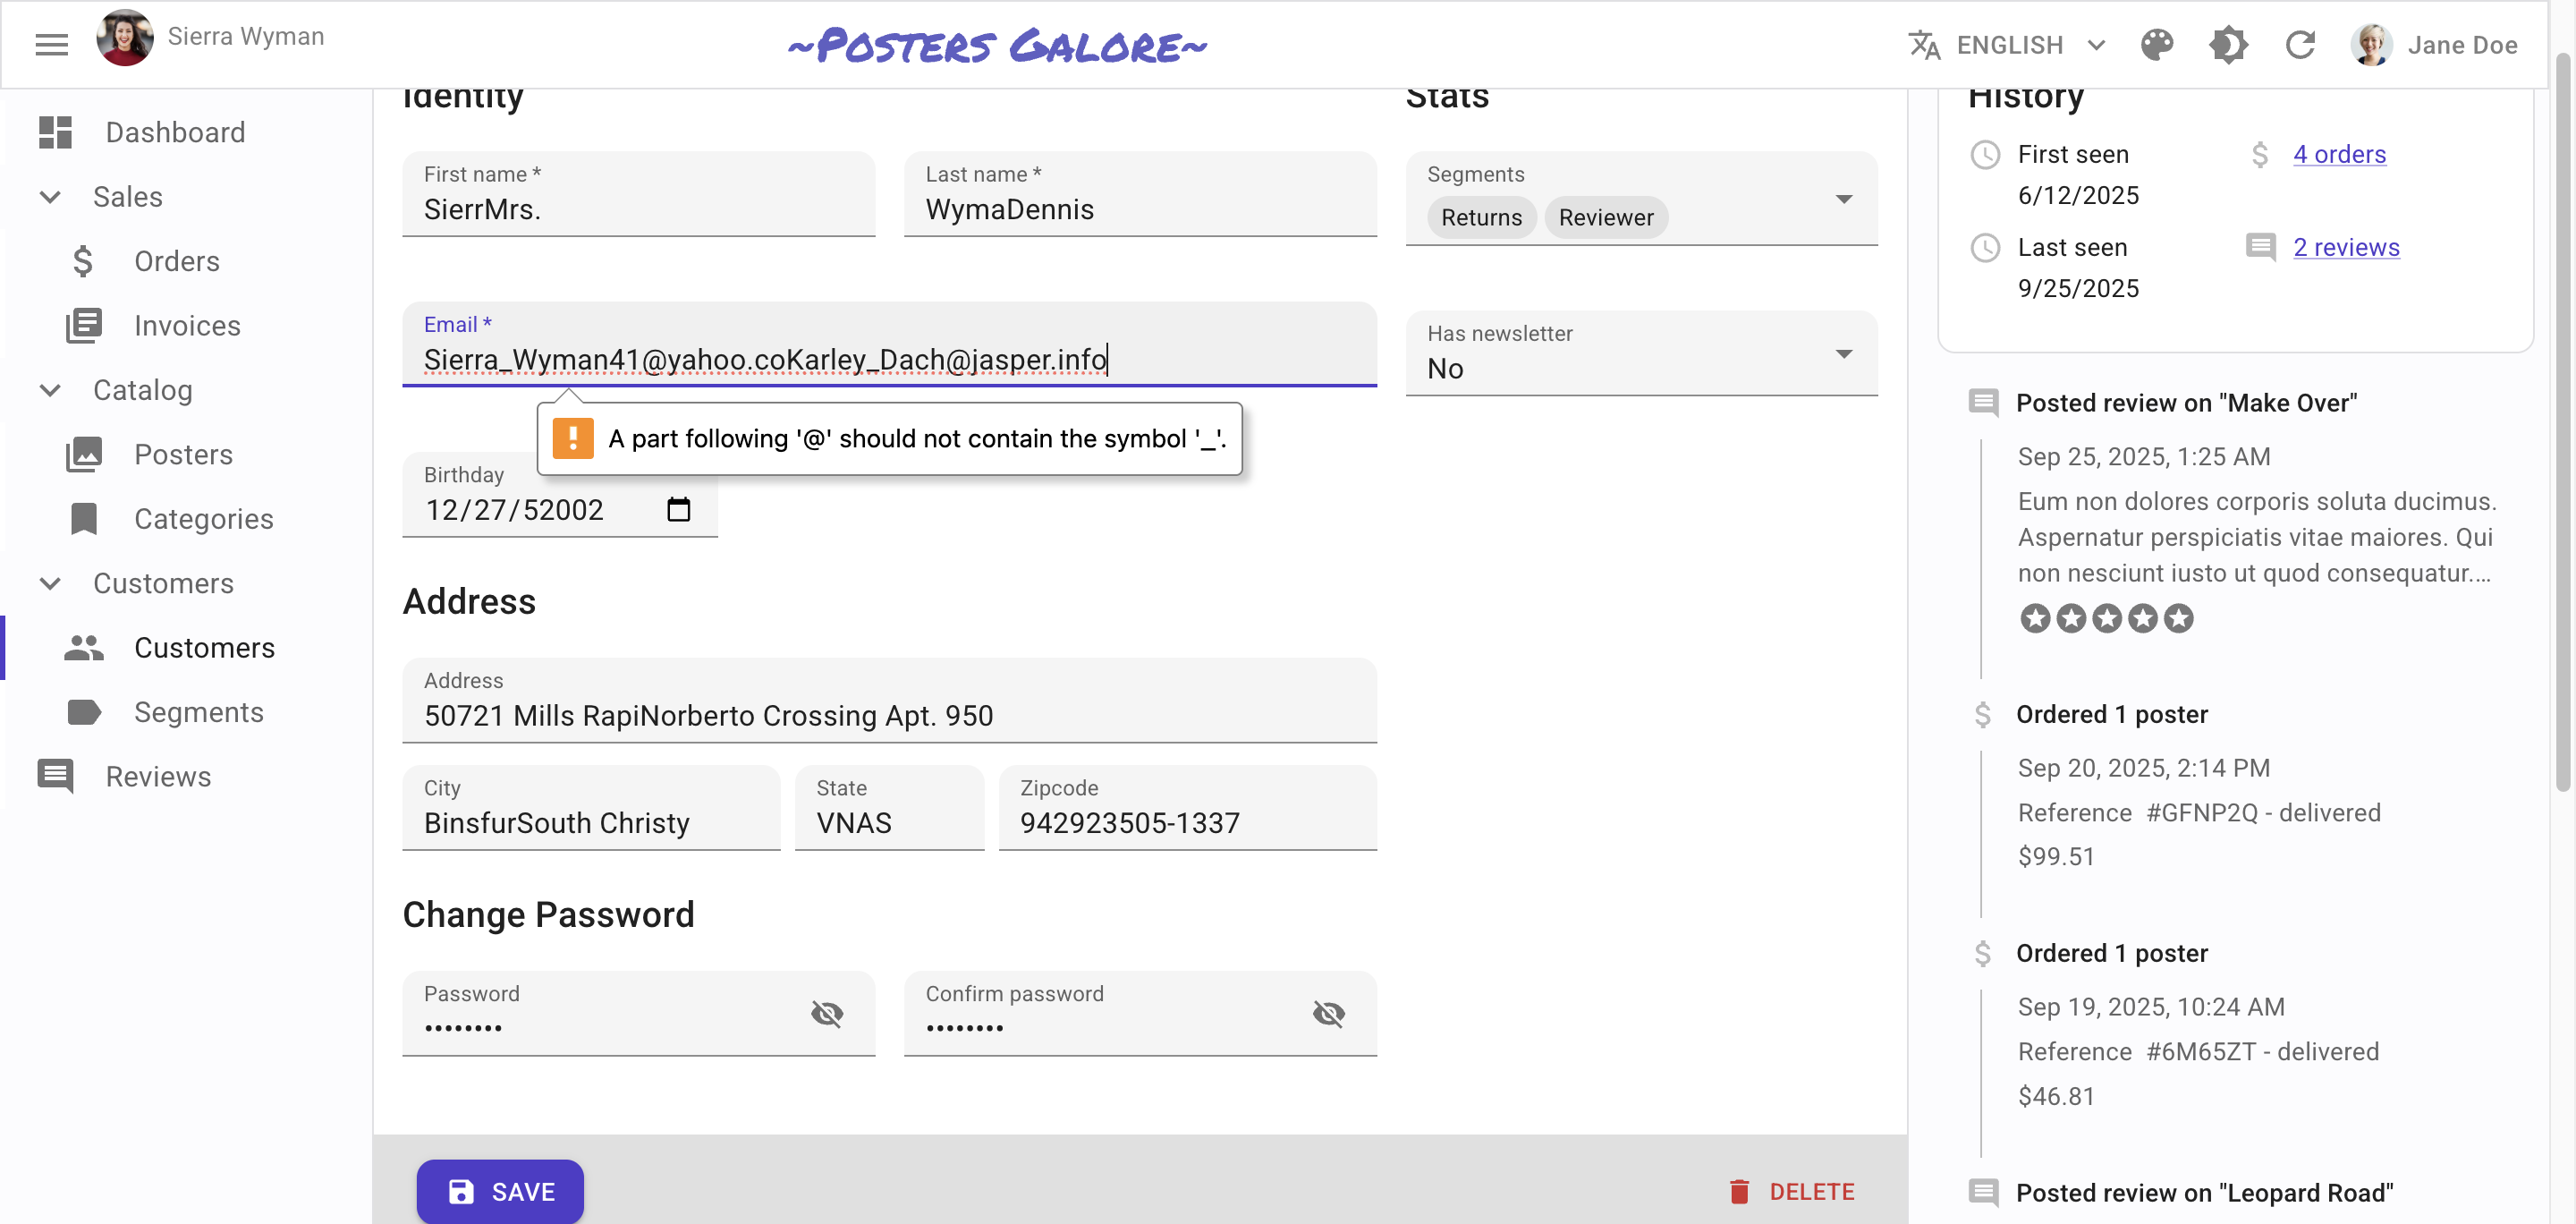 Sierra Wyman
~Posters Galore~
ENGLISH
Jane Doe
Dashboard
Sales
Orders
Invoices
Catalog
Posters
Categories
Customers
Customers
Segments
Reviews
Identity
First name *
SierrMrs.
Last name *
WymaDennis
Email *
Sierra_Wyman41@yahoo.coKarley_Dach@jasper.info
A part following '@' should not contain the symbol '_'.
Birthday
12/27/52002
Address
Address
50721 Mills RapiNorberto Crossing Apt. 950
City
BinsfurSouth Christy
State
VNAS
Zipcode
942923505-1337
Change Password
Password
••••••••
Confirm password
••••••••
SAVE
DELETE
Stats
Segments
Returns Reviewer
Has newsletter
No
History
First seen
6/12/2025
4 orders
Last seen
9/25/2025
2 reviews
Posted review on "Make Over"
Sep 25, 2025, 1:25 AM
Eum non dolores corporis soluta ducimus.
Aspernatur perspiciatis vitae maiores. Qui
non nesciunt iusto ut quod consequatur....
Ordered 1 poster
Sep 20, 2025, 2:14 PM
Reference #GFNP2Q - delivered
$99.51
Ordered 1 poster
Sep 19, 2025, 10:24 AM
Reference #6M65ZT - delivered
$46.81
Posted review on "Leopard Road"